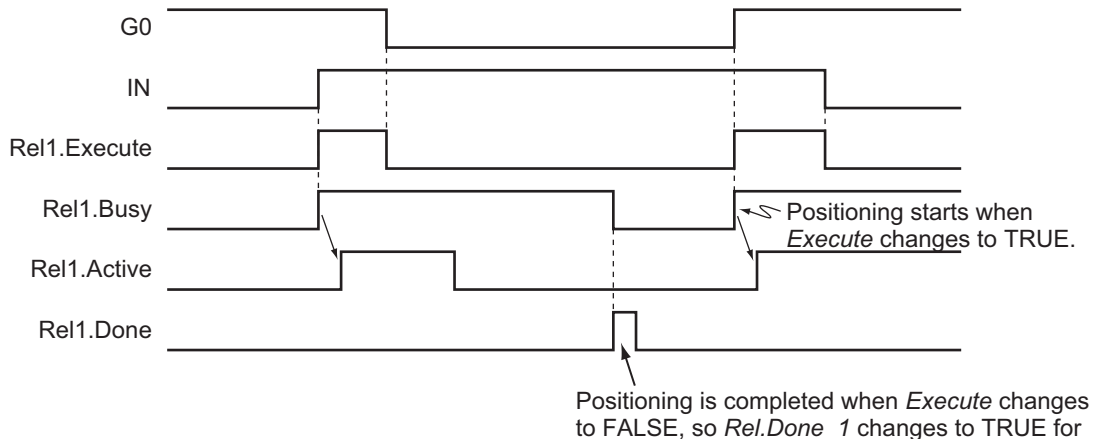 G0
IN
Rel1.Execute
Rel1.Busy
Positioning starts when
Execute changes to TRUE.
Rel1.Active
Rel1.Done
Positioning is completed when Execute changes
to FALSE, so Rel.Done 1 changes to TRUE for